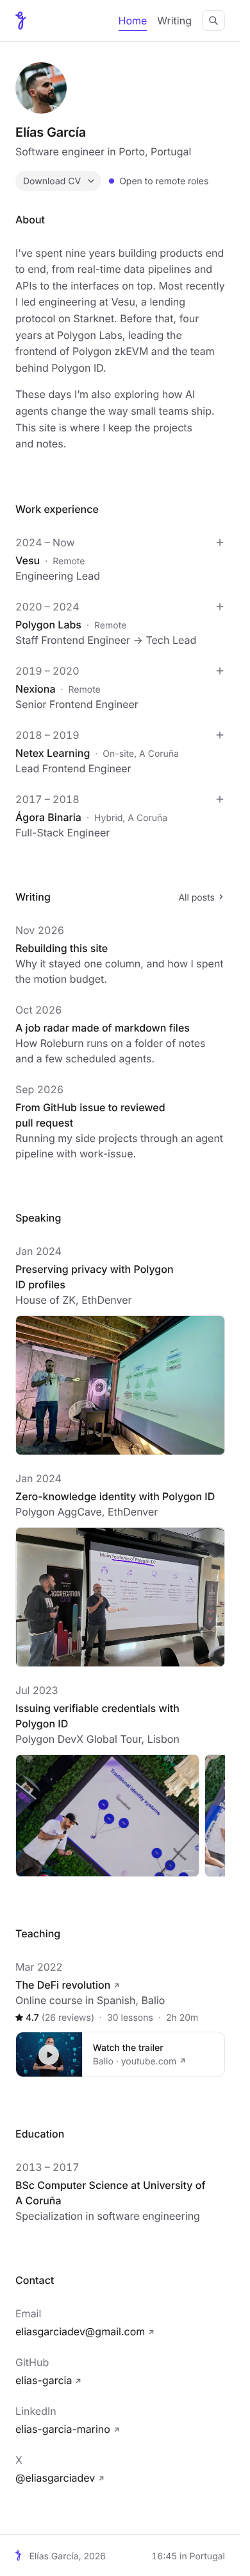 Home Writing
Elías García
Software engineer in Porto, Portugal
Download CV
Open to remote roles
About
I've spent nine years building products end
to end, from real-time data pipelines and
APIs to the interfaces on top. Most recently
I led engineering at Vesu, a lending
protocol on Starknet. Before that, four
years at Polygon Labs, leading the
frontend of Polygon zkEVM and the team
behind Polygon ID.
These days I'm also exploring how AI
agents change the way small teams ship.
This site is where I keep the projects
and notes.
Work experience
2024 – Now
Vesu · Remote
Engineering Lead
2020 – 2024
Polygon Labs · Remote
Staff Frontend Engineer → Tech Lead
2019 – 2020
Nexiona · Remote
Senior Frontend Engineer
2018 – 2019
Netex Learning · On-site, A Coruña
Lead Frontend Engineer
2017 – 2018
Ágora Binaria · Hybrid, A Coruña
Full-Stack Engineer
Writing
All posts
Nov 2026
Rebuilding this site
Why it stayed one column, and how I spent
the motion budget.
Oct 2026
A job radar made of markdown files
How Roleburn runs on a folder of notes
and a few scheduled agents.
Sep 2026
From GitHub issue to reviewed
pull request
Running my side projects through an agent
pipeline with work-issue.
Speaking
Jan 2024
Preserving privacy with Polygon
ID profiles
House of ZK, EthDenver
Jan 2024
Zero-knowledge identity with Polygon ID
Polygon AggCave, EthDenver
AGGREGATION
Main features of Polygon ID
Jul 2023
Issuing verifiable credentials with
Polygon ID
Polygon DevX Global Tour, Lisbon
Traditional identity systems
Teaching
Mar 2022
The DeFi revolution ↗
Online course in Spanish, Balio
★ 4.7 (26 reviews) · 30 lessons · 2h 20m
Watch the trailer
Balio · youtube.com ↗
Education
2013 – 2017
BSc Computer Science at University of
A Coruña
Specialization in software engineering
Contact
Email
eliasgarciadev@gmail.com ↗
GitHub
elias-garcia ↗
LinkedIn
elias-garcia-marino ↗
X
@eliasgarciadev ↗
Elías García, 2026
16:45 in Portugal